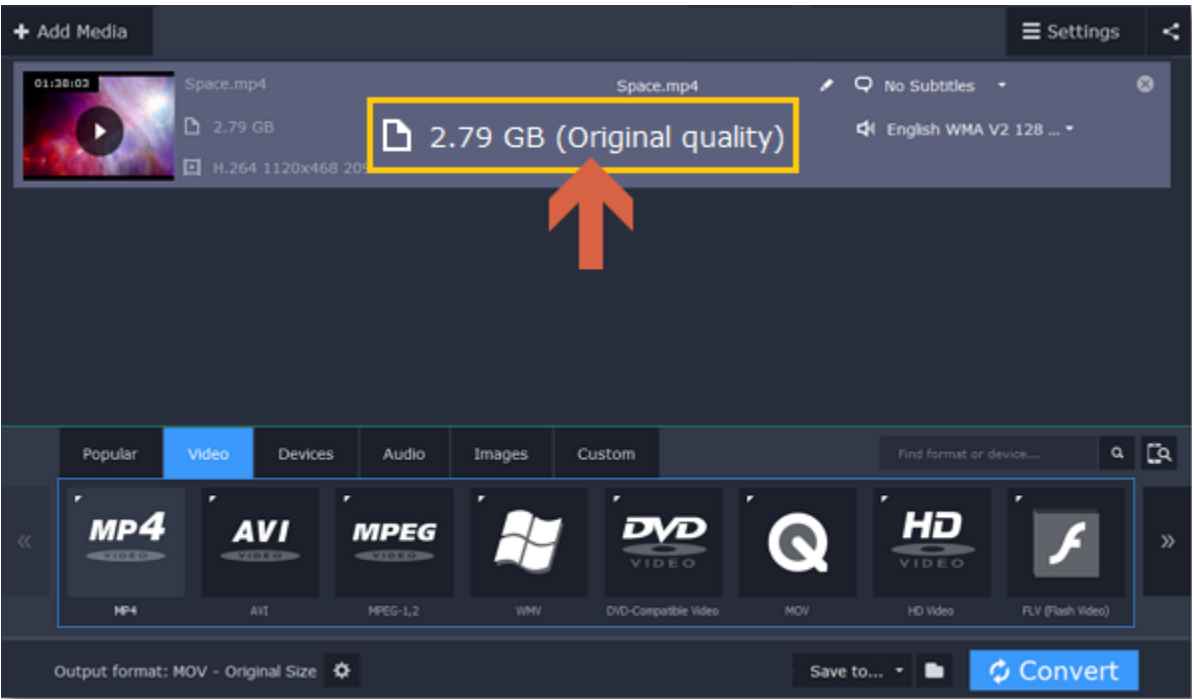 + Add Media
Settings
01:38:03
Space.mp4
Space.mp4
No Subtitles
2.79 GB
2.79 GB (Original quality)
English WMA V2 128 ...
H.264 1120x468 209
Popular
Video
Devices
Audio
Images
Custom
Find format or device....
MP4
VIDEO
AVI
VIDEO
MPEG
VIDEO
DVD
VIDEO
HD
VIDEO
MP4
AVI
MPEG-1,2
WMV
DVD-Compatible Video
MOV
HD Video
FLV (Flash Video)
Output format: MOV - Original Size
Save to...
Convert